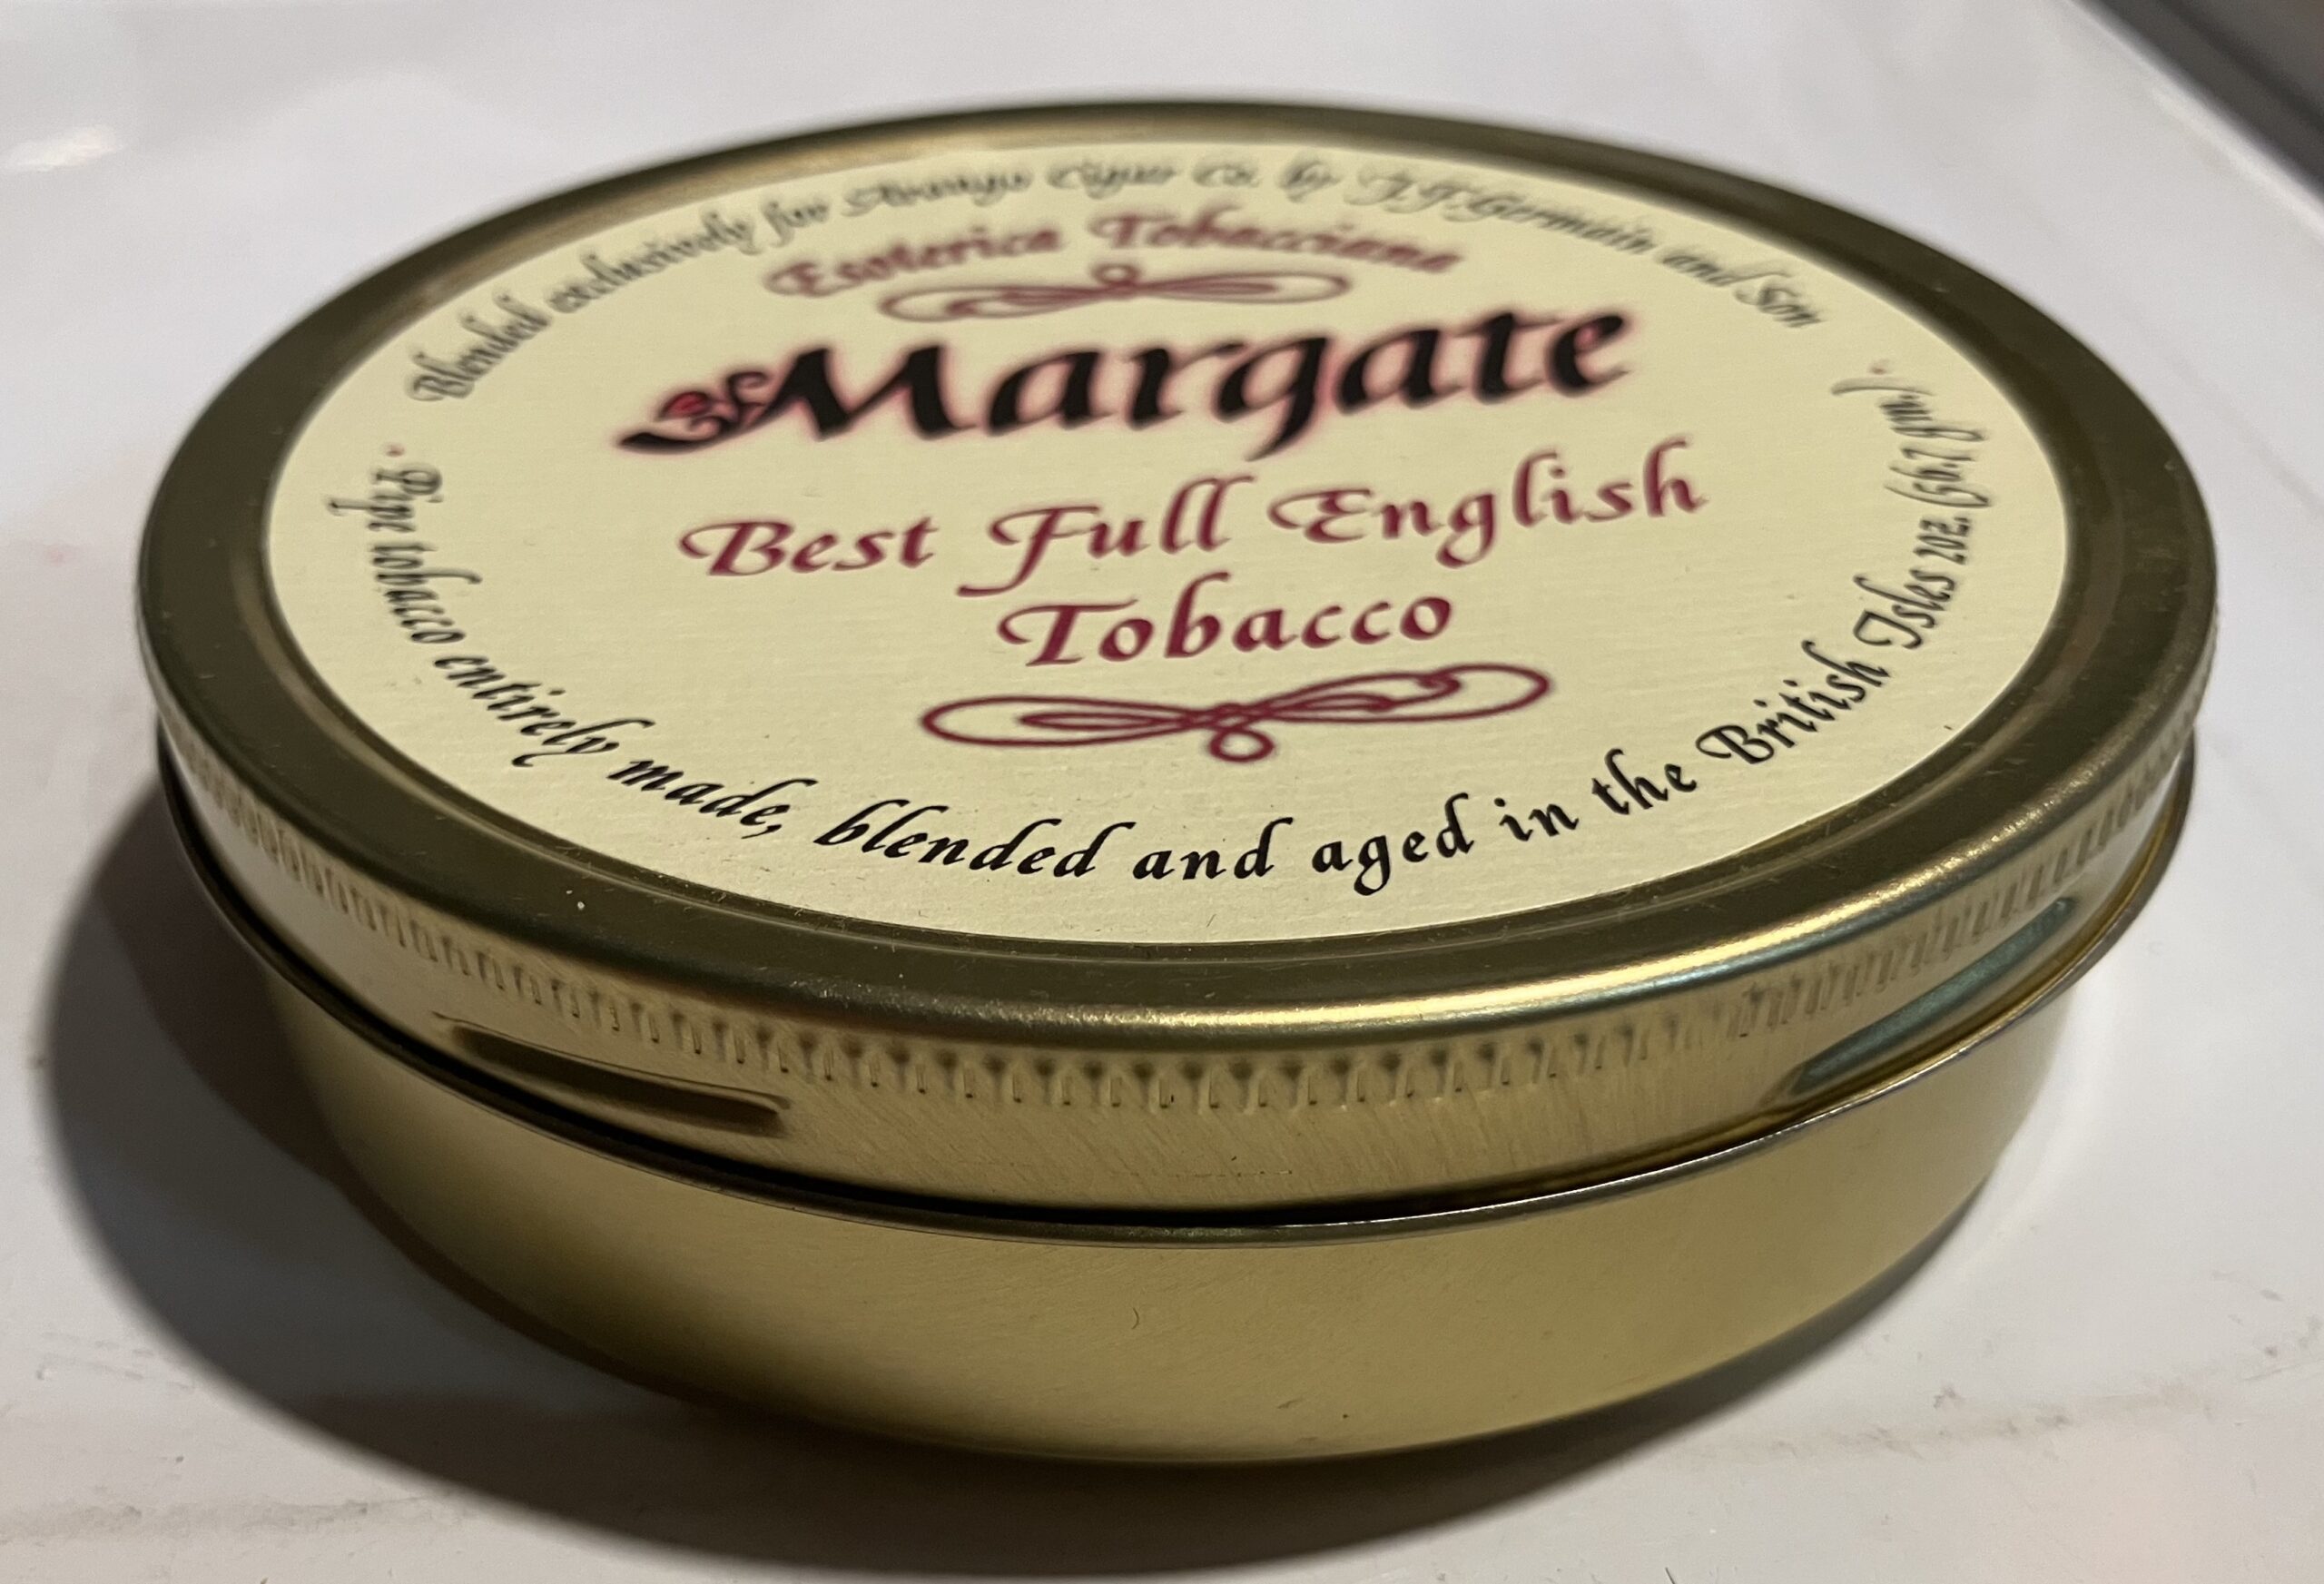 Blended exclusively for Arango Cigar Co. by J.F. Germain and Son
Esoterica Tobacciana
Margate
Best Full English
Tobacco
• Pipe tobacco entirely made, blended and aged in the British Isles 2oz. (56.7 gm.) •